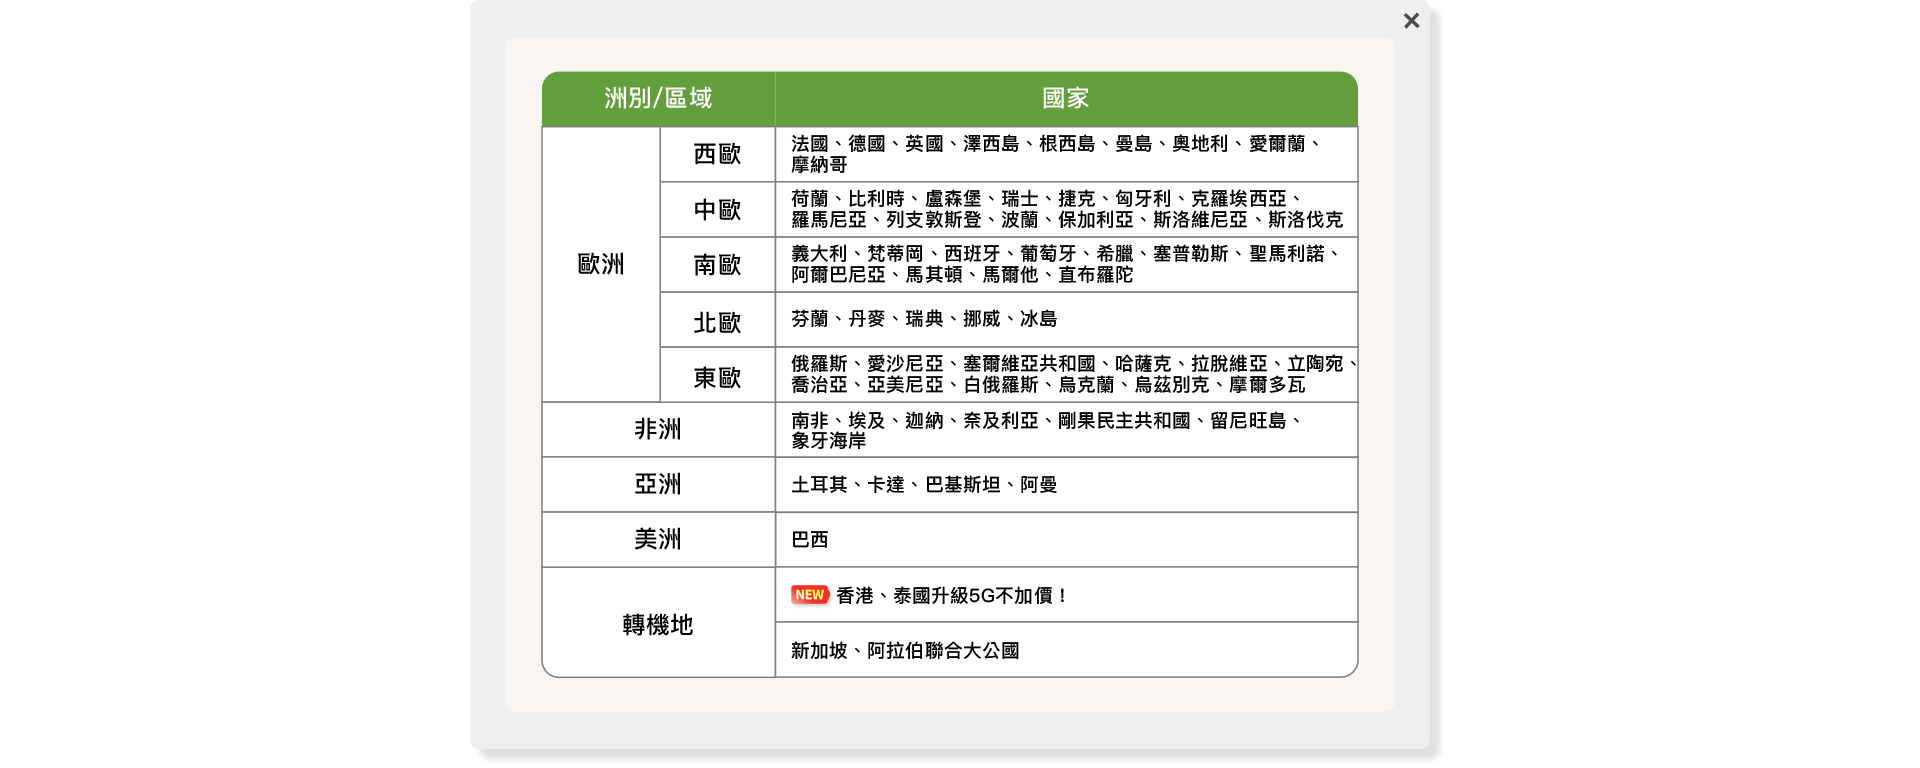 ×
洲別/區域
國家
歐洲
西歐
法國、德國、英國、澤西島、根西島、曼島、奧地利、愛爾蘭、
摩納哥
中歐
荷蘭、比利時、盧森堡、瑞士、捷克、匈牙利、克羅埃西亞、
羅馬尼亞、列支敦斯登、波蘭、保加利亞、斯洛維尼亞、斯洛伐克
南歐
義大利、梵蒂岡、西班牙、葡萄牙、希臘、塞普勒斯、聖馬利諾、
阿爾巴尼亞、馬其頓、馬爾他、直布羅陀
北歐
芬蘭、丹麥、瑞典、挪威、冰島
東歐
俄羅斯、愛沙尼亞、塞爾維亞共和國、哈薩克、拉脫維亞、立陶宛、
喬治亞、亞美尼亞、白俄羅斯、烏克蘭、烏茲別克、摩爾多瓦
非洲
南非、埃及、迦納、奈及利亞、剛果民主共和國、留尼旺島、
象牙海岸
亞洲
土耳其、卡達、巴基斯坦、阿曼
美洲
巴西
轉機地
NEW 香港、泰國升級5G不加價！
新加坡、阿拉伯聯合大公國